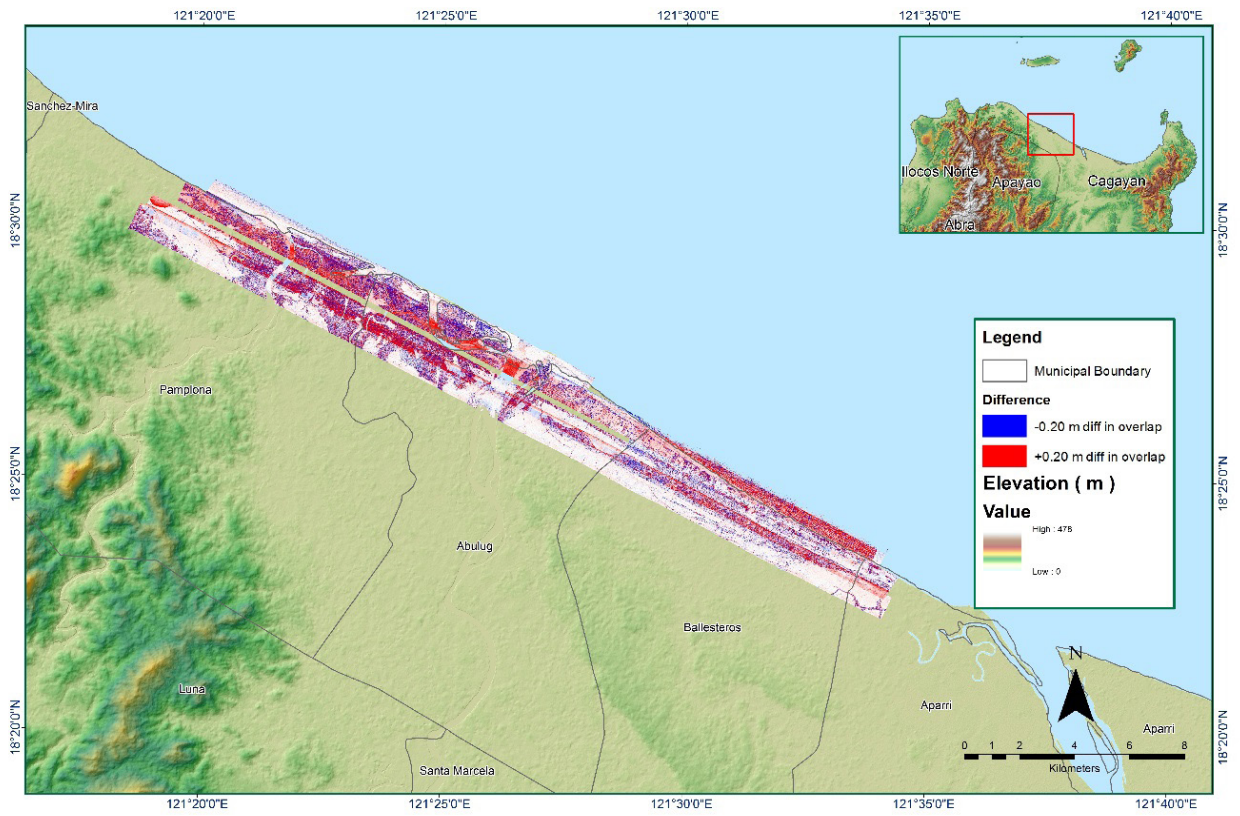 121°20'0"E
121°25'0"E
121°30'0"E
121°35'0"E
121°40'0"E
Sanchez-Mira
Ilocos Norte
Apayao
Cagayan
Abra
18°30'0"N
18°30'0"N
Legend
Municipal Boundary
Difference
-0.20 m diff in overlap
+0.20 m diff in overlap
Elevation ( m )
Value
High : 478
Low : 0
Pamplona
18°25'0"N
18°25'0"N
Abulug
Ballesteros
N
Luna
Aparri
Aparri
18°20'0"N
18°20'0"N
0 1 2 4 6 8
Kilometers
Santa Marcela
121°20'0"E
121°25'0"E
121°30'0"E
121°35'0"E
121°40'0"E